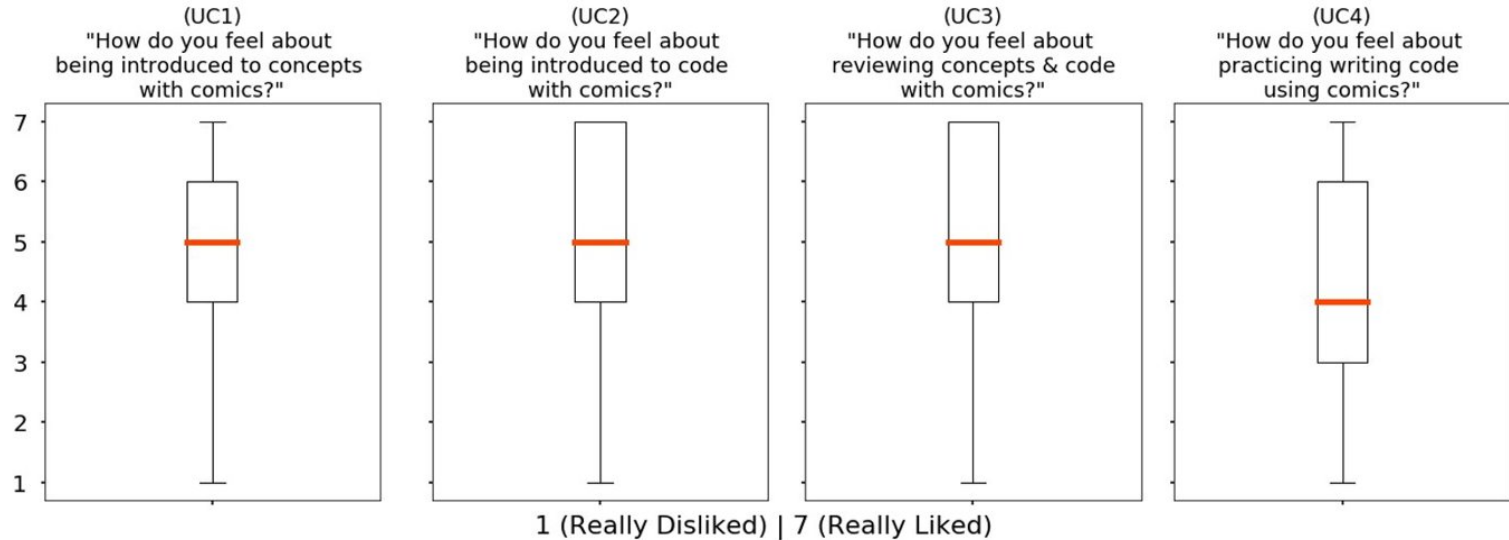 (UC1)
"How do you feel about
being introduced to concepts
with comics?"
(UC2)
"How do you feel about
being introduced to code
with comics?"
(UC3)
"How do you feel about
reviewing concepts & code
with comics?"
(UC4)
"How do you feel about
practicing writing code
using comics?"
7
6
5
4
3
2
1
1 (Really Disliked) | 7 (Really Liked)